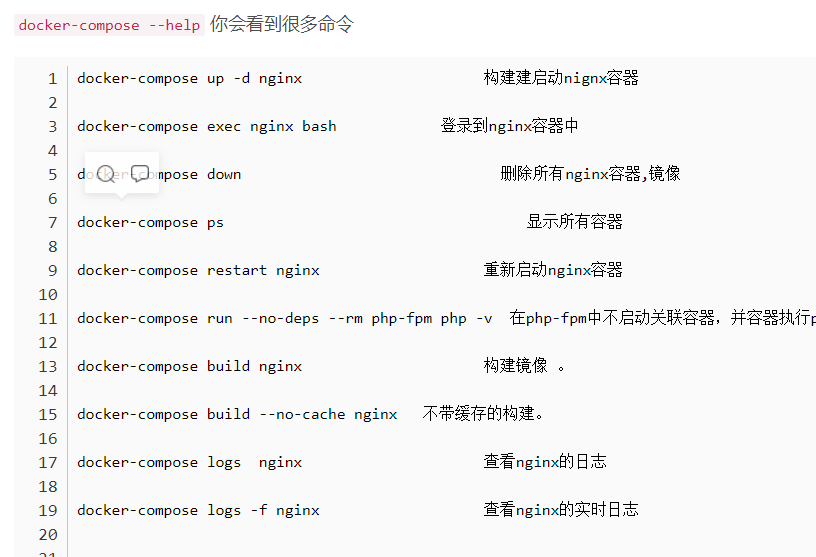 docker-compose --help 你会看到很多命令
1 docker-compose up -d nginx 构建建启动nignx容器
2
3 docker-compose exec nginx bash 登录到nginx容器中
4
5 docker-compose down 删除所有nginx容器,镜像
6
7 docker-compose ps 显示所有容器
8
9 docker-compose restart nginx 重新启动nginx容器
10
11 docker-compose run --no-deps --rm php-fpm php -v 在php-fpm中不启动关联容器，并容器执行p
12
13 docker-compose build nginx 构建镜像 。
14
15 docker-compose build --no-cache nginx 不带缓存的构建。
16
17 docker-compose logs nginx 查看nginx的日志
18
19 docker-compose logs -f nginx 查看nginx的实时日志
20
21